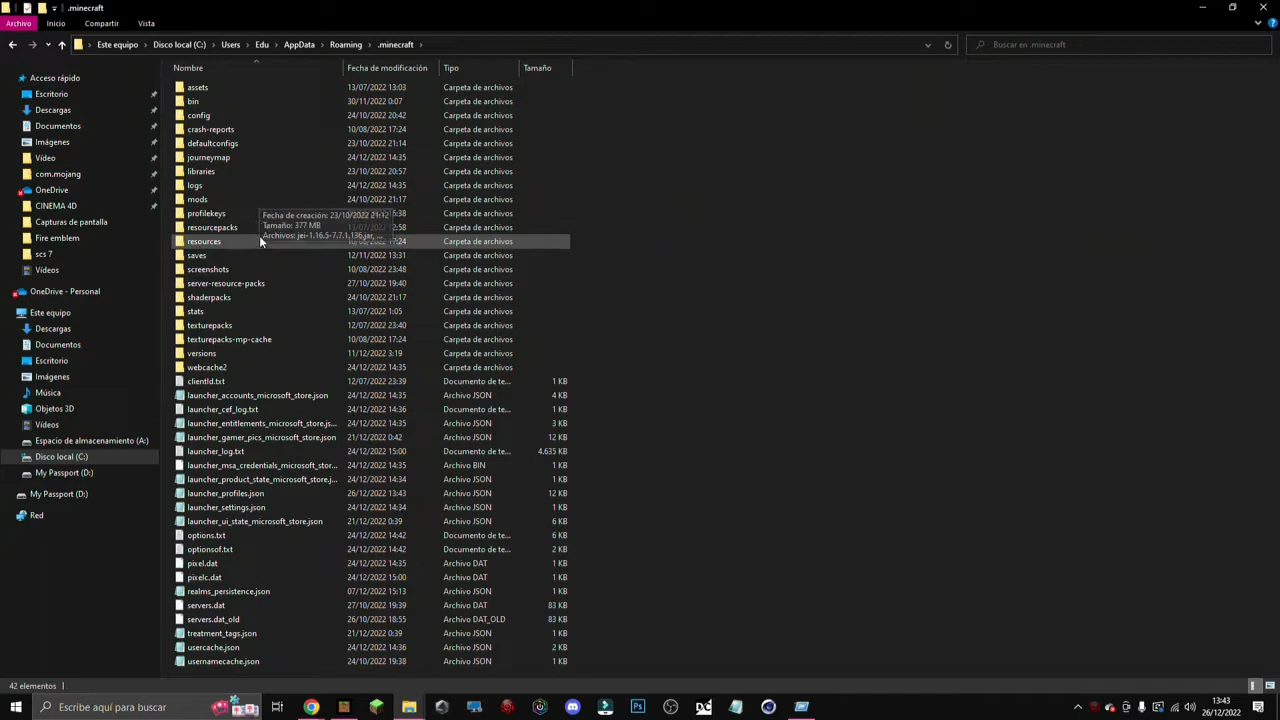 .minecraft
Archivo Inicio Compartir Vista
Este equipo > Disco local (C:) > Users > Edu > AppData > Roaming > .minecraft >
Buscar en .minecraft
Nombre Fecha de modificación Tipo Tamaño
Acceso rápido
Escritorio
Descargas
Documentos
Imágenes
Vídeo
com.mojang
OneDrive
CINEMA 4D
Capturas de pantalla
Fire emblem
scs 7
Vídeos
OneDrive - Personal
Este equipo
Descargas
Documentos
Escritorio
Imágenes
Música
Objetos 3D
Vídeos
Espacio de almacenamiento (A:)
Disco local (C:)
My Passport (D:)
My Passport (D:)
Red
assets 13/07/2022 13:03 Carpeta de archivos
bin 30/11/2022 0:07 Carpeta de archivos
config 24/10/2022 20:42 Carpeta de archivos
crash-reports 10/08/2022 17:24 Carpeta de archivos
defaultconfigs 23/10/2022 21:14 Carpeta de archivos
journeymap 24/12/2022 14:35 Carpeta de archivos
libraries 23/10/2022 20:57 Carpeta de archivos
logs 24/12/2022 14:35 Carpeta de archivos
mods 24/10/2022 21:17 Carpeta de archivos
profilekeys Carpeta de archivos
resourcepacks Carpeta de archivos
resources Carpeta de archivos
Fecha de creación: 23/10/2022 21:12
Tamaño: 377 MB
Archivos: jei-1.16.5-7.7.1.136.jar, ...
saves 12/11/2022 13:31 Carpeta de archivos
screenshots 10/08/2022 23:48 Carpeta de archivos
server-resource-packs 27/10/2022 19:40 Carpeta de archivos
shaderpacks 24/10/2022 21:17 Carpeta de archivos
stats 13/07/2022 1:05 Carpeta de archivos
texturepacks 12/07/2022 23:40 Carpeta de archivos
texturepacks-mp-cache 10/08/2022 17:24 Carpeta de archivos
versions 11/12/2022 3:19 Carpeta de archivos
webcache2 24/12/2022 14:35 Carpeta de archivos
clientId.txt 12/07/2022 23:39 Documento de te... 1 KB
launcher_accounts_microsoft_store.json 24/12/2022 14:35 Archivo JSON 4 KB
launcher_cef_log.txt 24/12/2022 14:36 Documento de te... 1 KB
launcher_entitlements_microsoft_store.js... 24/12/2022 14:35 Archivo JSON 3 KB
launcher_gamer_pics_microsoft_store.json 21/12/2022 0:42 Archivo JSON 12 KB
launcher_log.txt 24/12/2022 15:00 Documento de te... 4.635 KB
launcher_msa_credentials_microsoft_stor... 24/12/2022 14:35 Archivo BIN 1 KB
launcher_product_state_microsoft_store.j... 24/12/2022 14:34 Archivo JSON 1 KB
launcher_profiles.json 26/12/2022 13:43 Archivo JSON 12 KB
launcher_settings.json 24/12/2022 14:34 Archivo JSON 1 KB
launcher_ui_state_microsoft_store.json 21/12/2022 0:39 Archivo JSON 6 KB
options.txt 24/12/2022 14:42 Documento de te... 6 KB
optionsof.txt 24/12/2022 14:42 Documento de te... 2 KB
pixel.dat 24/12/2022 14:35 Archivo DAT 1 KB
pixelc.dat 24/12/2022 15:00 Archivo DAT 1 KB
realms_persistence.json 07/12/2022 15:13 Archivo JSON 1 KB
servers.dat 27/10/2022 19:39 Archivo DAT 83 KB
servers.dat_old 26/10/2022 18:55 Archivo DAT_OLD 83 KB
treatment_tags.json 21/12/2022 0:39 Archivo JSON 1 KB
usercache.json 24/12/2022 14:36 Archivo JSON 2 KB
usernamecache.json 24/10/2022 19:38 Archivo JSON 1 KB
42 elementos
Escribe aquí para buscar
13:43
26/12/2022